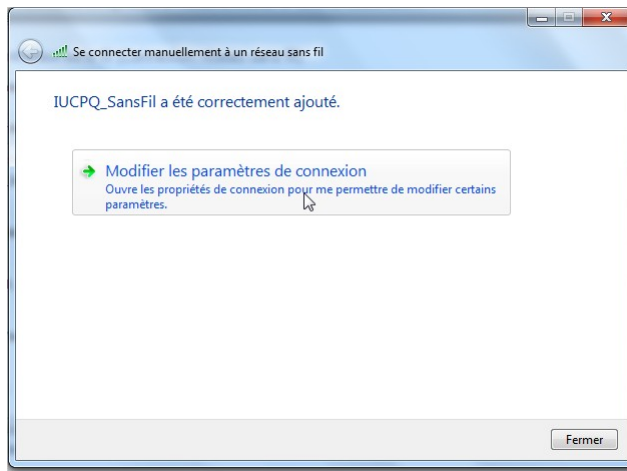 Se connecter manuellement à un réseau sans fil
IUCPQ_SansFil a été correctement ajouté.
Modifier les paramètres de connexion
Ouvre les propriétés de connexion pour me permettre de modifier certains
paramètres.
Fermer